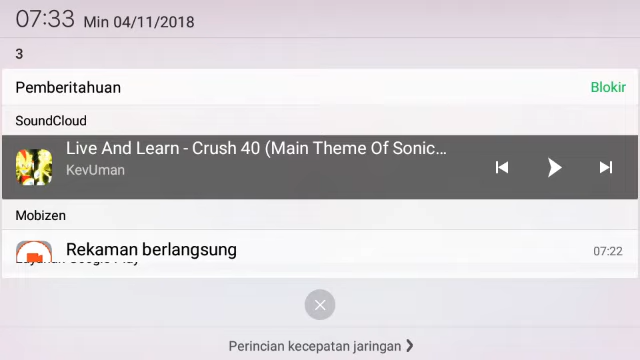 07:33 Min 04/11/2018
3
Pemberitahuan Blokir
SoundCloud
Live And Learn - Crush 40 (Main Theme Of Sonic...
KevUman
Mobizen
Rekaman berlangsung 07:22
Perincian kecepatan jaringan